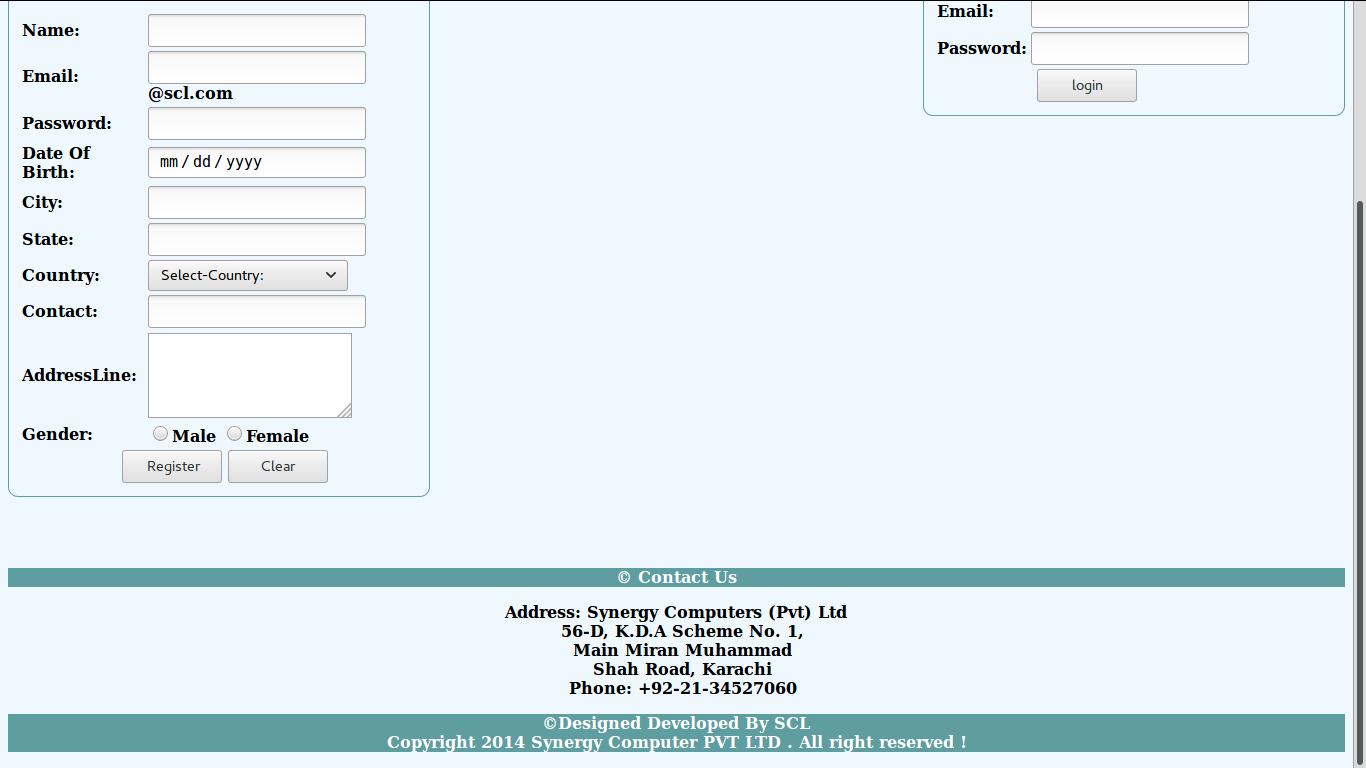 Name:
Email:
@scl.com
Password:
Date Of
Birth:
mm / dd / yyyy
City:
State:
Country:
Select-Country:
Contact:
AddressLine:
Gender:
Male
Female
Register
Clear
Email:
Password:
login
© Contact Us
Address: Synergy Computers (Pvt) Ltd
56-D, K.D.A Scheme No. 1,
Main Miran Muhammad
Shah Road, Karachi
Phone: +92-21-34527060
©Designed Developed By SCL
Copyright 2014 Synergy Computer PVT LTD . All right reserved !